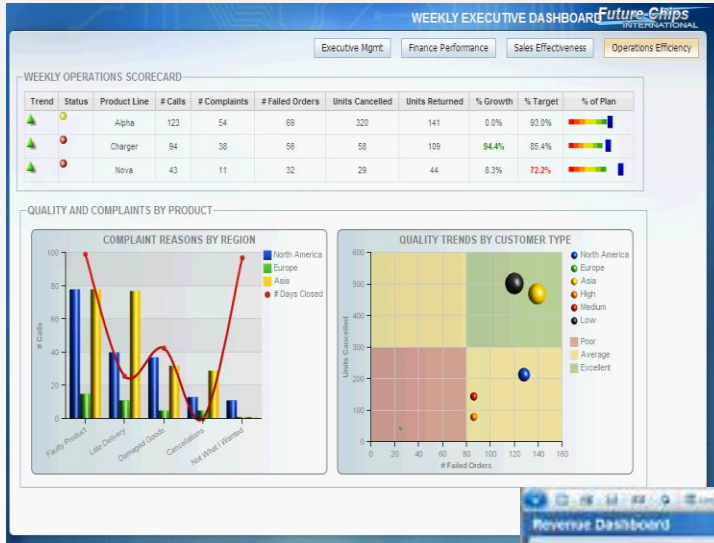 WEEKLY EXECUTIVE DASHBOARD
Future-Chips
INTERNATIONAL
Executive Mgmt Finance Performance Sales Effectiveness Operations Efficiency
WEEKLY OPERATIONS SCORECARD
Trend Status Product Line # Calls # Complaints # Failed Orders Units Cancelled Units Returned % Growth % Target % of Plan
Alpha 123 54 69 320 141 0.0% 93.0%
Charger 94 38 56 58 109 94.4% 85.4%
Nova 43 11 32 29 44 8.3% 72.2%
QUALITY AND COMPLAINTS BY PRODUCT
COMPLAINT REASONS BY REGION
100
80
60
40
20
0
# Calls
Faulty Product
Late Delivery
Damaged Goods
Cancellations
Not What I Wanted
North America
Europe
Asia
# Days Closed
QUALITY TRENDS BY CUSTOMER TYPE
600
500
400
300
200
100
0
Units Cancelled
0 20 40 60 80 100 120 140 160
# Failed Orders
North America
Europe
Asia
High
Medium
Low
Poor
Average
Excellent
Revenue Dashboard